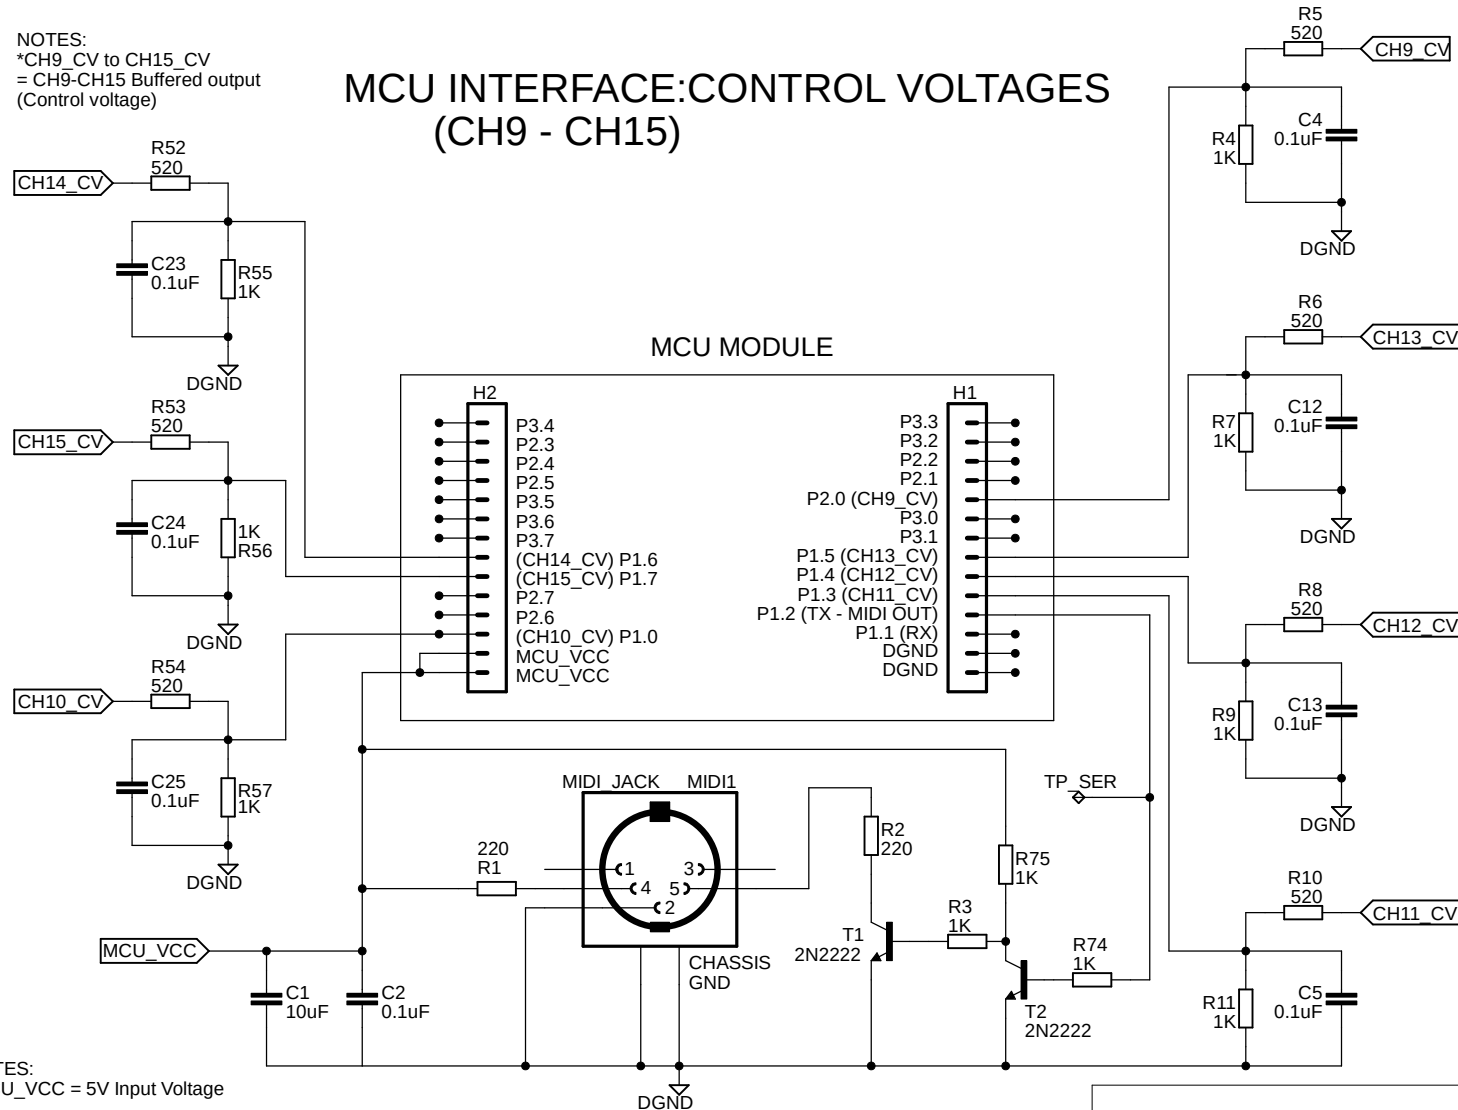 NOTES:
*CH9_CV to CH15_CV
= CH9-CH15 Buffered output
(Control voltage)
MCU INTERFACE:CONTROL VOLTAGES
(CH9 - CH15)
R5
520
CH9_CV
R4
1K
C4
0.1uF
DGND
R52
520
CH14_CV
C23
0.1uF
R55
1K
DGND
R6
520
CH13_CV
R7
1K
C12
0.1uF
DGND
R53
520
CH15_CV
C24
0.1uF
1K
R56
DGND
MCU MODULE
H2
P3.4
P2.3
P2.4
P2.5
P3.5
P3.6
P3.7
(CH14_CV) P1.6
(CH15_CV) P1.7
P2.7
P2.6
(CH10_CV) P1.0
MCU_VCC
MCU_VCC
H1
P3.3
P3.2
P2.2
P2.1
P2.0 (CH9_CV)
P3.0
P3.1
P1.5 (CH13_CV)
P1.4 (CH12_CV)
P1.3 (CH11_CV)
P1.2 (TX - MIDI OUT)
P1.1 (RX)
DGND
DGND
R8
520
CH12_CV
R9
1K
C13
0.1uF
DGND
R54
520
CH10_CV
C25
0.1uF
R57
1K
DGND
MIDI_JACK MIDI1
1
3
4
5
2
220
R1
R2
220
TP_SER
R75
1K
R3
1K
R74
1K
T1
2N2222
T2
2N2222
CHASSIS
GND
R10
520
CH11_CV
R11
1K
C5
0.1uF
MCU_VCC
C1
10uF
C2
0.1uF
DGND
TES:
U_VCC = 5V Input Voltage